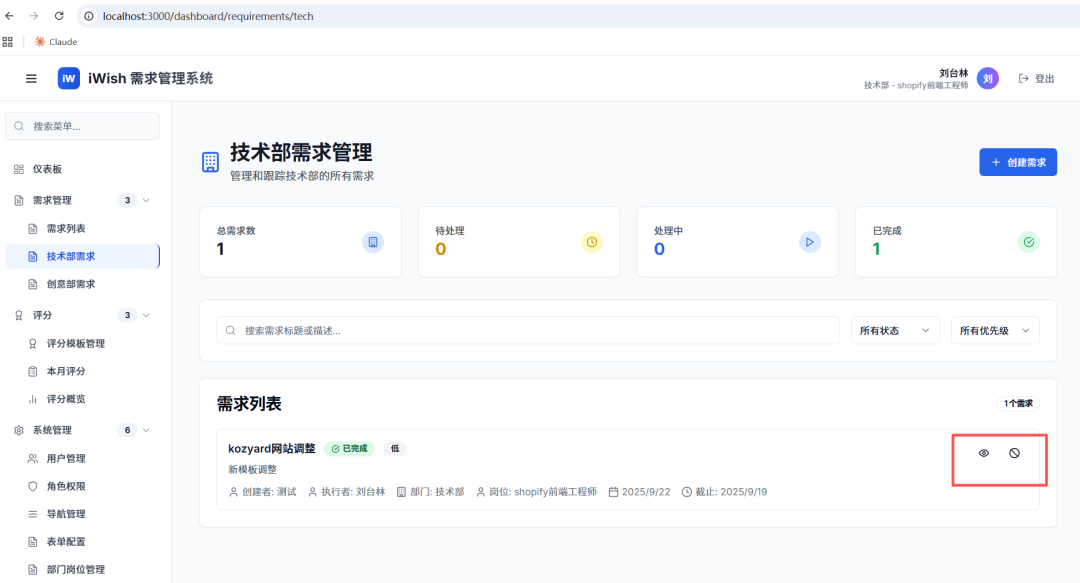 localhost:3000/dashboard/requirements/tech
Claude
iW iWish 需求管理系统
刘台林
技术部 - shopify前端工程师
刘
登出
搜索菜单...
仪表板
需求管理 3
需求列表
技术部需求
创意部需求
评分 3
评分模板管理
本月评分
评分概览
系统管理 6
用户管理
角色权限
导航管理
表单配置
部门岗位管理
技术部需求管理
管理和跟踪技术部的所有需求
+ 创建需求
总需求数
1
待处理
0
处理中
0
已完成
1
搜索需求标题或描述...
所有状态
所有优先级
需求列表
1个需求
kozyard网站调整 已完成 低
新模板调整
创建者: 测试 执行者: 刘台林 部门: 技术部 岗位: shopify前端工程师 2025/9/22 截止: 2025/9/19